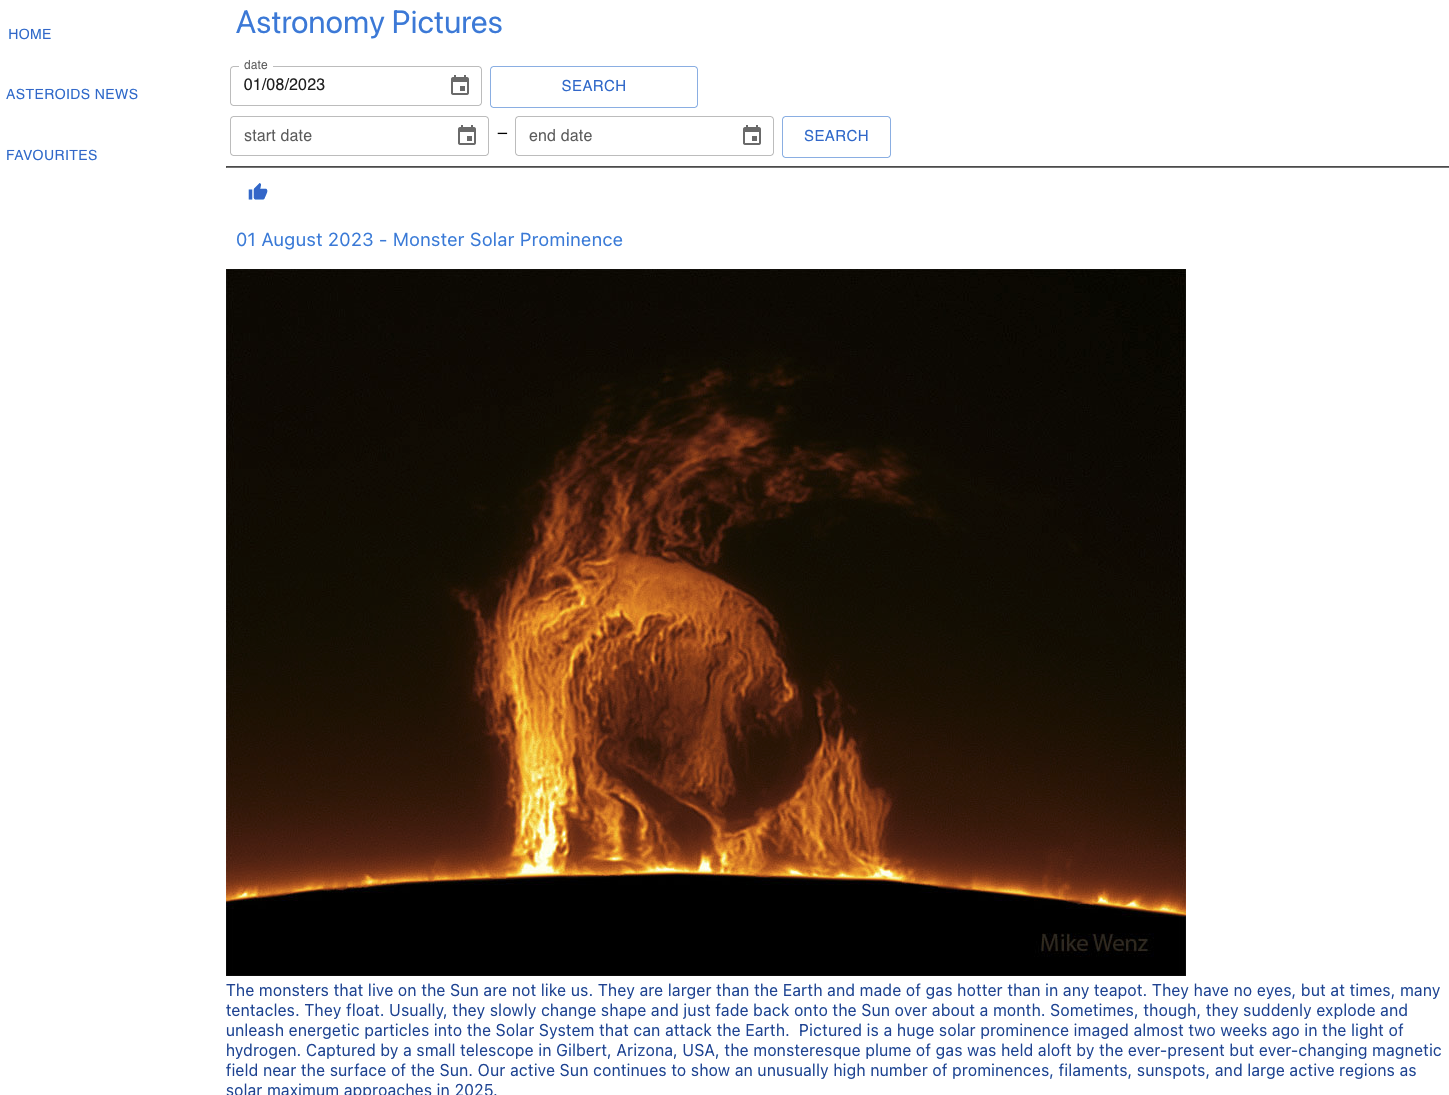 HOME
ASTEROIDS NEWS
FAVOURITES
Astronomy Pictures
date
01/08/2023
SEARCH
start date
–
end date
SEARCH
01 August 2023 - Monster Solar Prominence
Mike Wenz
The monsters that live on the Sun are not like us. They are larger than the Earth and made of gas hotter than in any teapot. They have no eyes, but at times, many
tentacles. They float. Usually, they slowly change shape and just fade back onto the Sun over about a month. Sometimes, though, they suddenly explode and
unleash energetic particles into the Solar System that can attack the Earth.  Pictured is a huge solar prominence imaged almost two weeks ago in the light of
hydrogen. Captured by a small telescope in Gilbert, Arizona, USA, the monsteresque plume of gas was held aloft by the ever-present but ever-changing magnetic
field near the surface of the Sun. Our active Sun continues to show an unusually high number of prominences, filaments, sunspots, and large active regions as
solar maximum approaches in 2025.